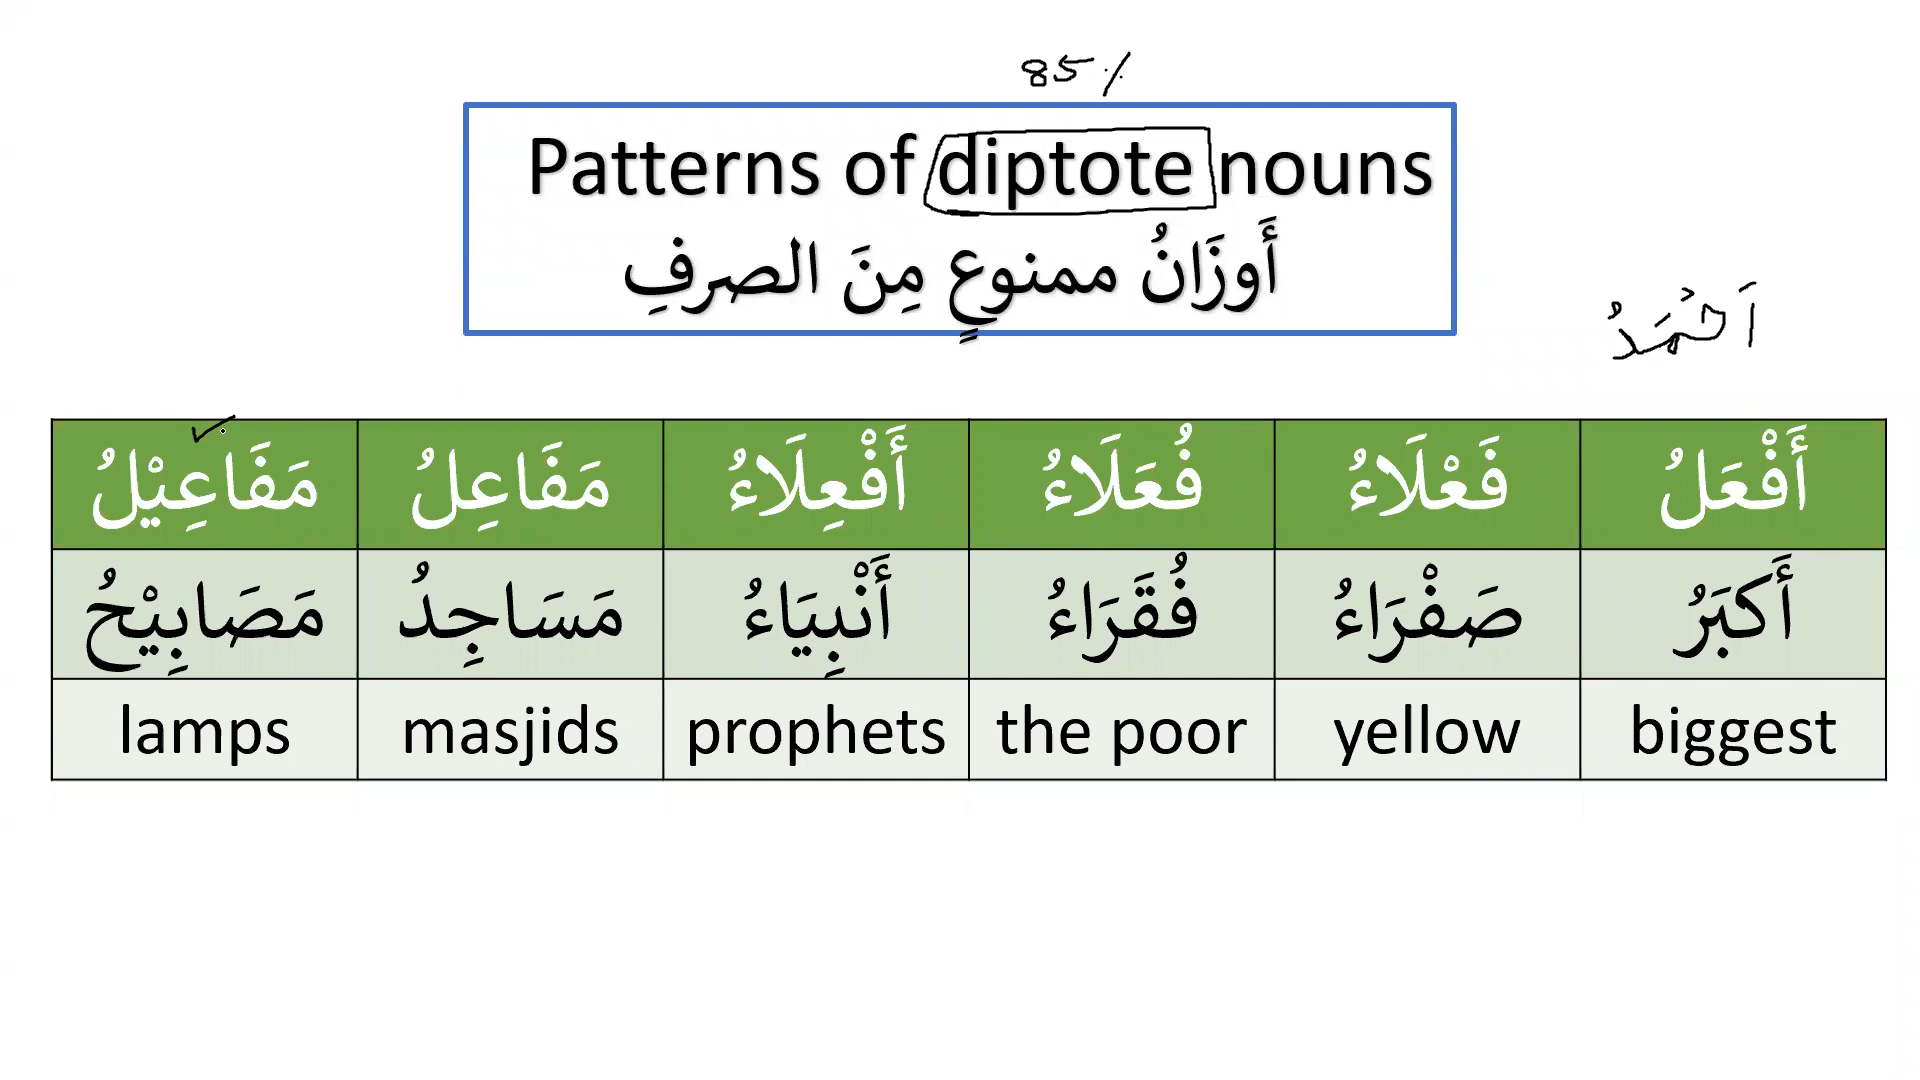 85%
Patterns of diptote nouns
أَوزَانُ ممنوعٍ مِنَ الصرفِ
اَحْمَدُ
أَفْعَلُ فَعْلَاءُ فُعَلَاءُ أَفْعِلَاءُ مَفَاعِلُ مَفَاعِيْلُ
أَكبَرُ صَفْرَاءُ فُقَرَاءُ أَنْبِيَاءُ مَسَاجِدُ مَصَابِيْحُ
lamps masjids prophets the poor yellow biggest